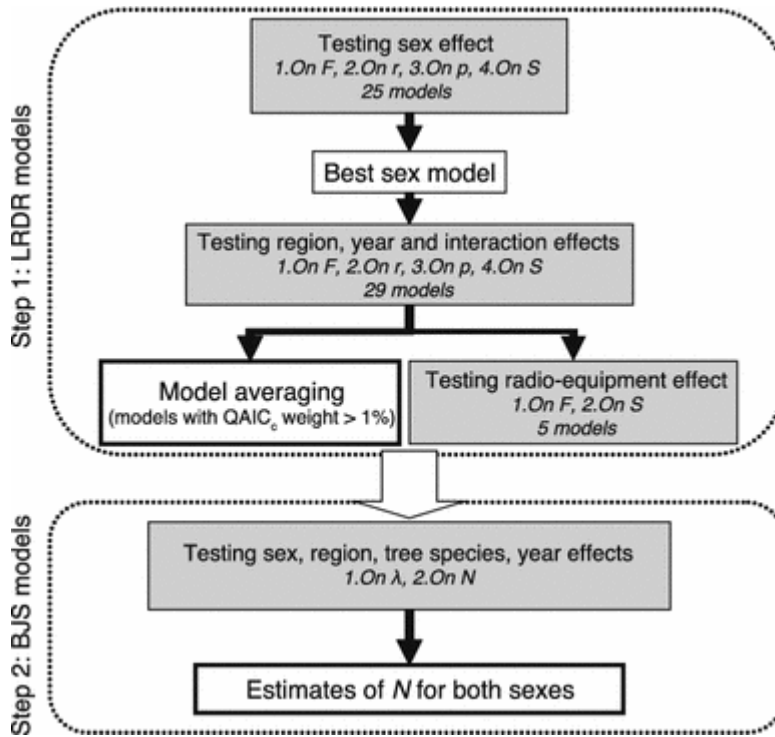 Step 1: LRDR models
Testing sex effect
1.On F, 2.On r, 3.On p, 4.On S
25 models
Best sex model
Testing region, year and interaction effects
1.On F, 2.On r, 3.On p, 4.On S
29 models
Model averaging
(models with QAICc weight > 1%)
Testing radio-equipment effect
1.On F, 2.On S
5 models
Step 2: BJS models
Testing sex, region, tree species, year effects
1.On λ, 2.On N
Estimates of N for both sexes